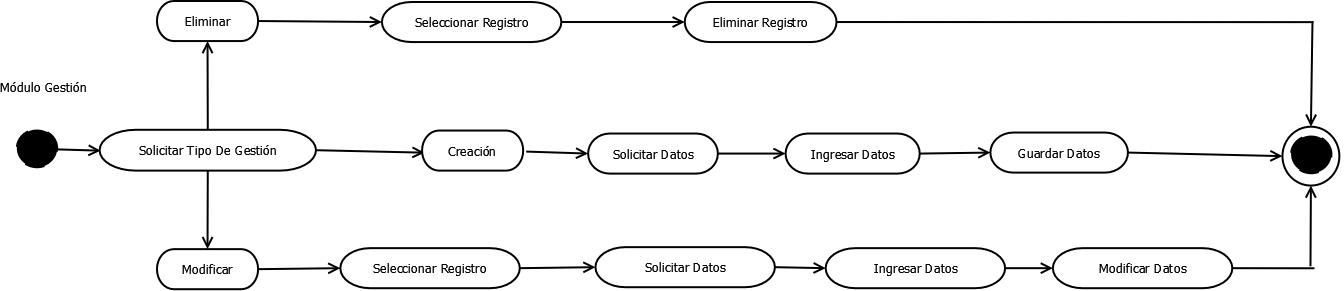 Eliminar
Seleccionar Registro
Eliminar Registro
Módulo Gestión
Solicitar Tipo De Gestión
Creación
Solicitar Datos
Ingresar Datos
Guardar Datos
Modificar
Seleccionar Registro
Solicitar Datos
Ingresar Datos
Modificar Datos